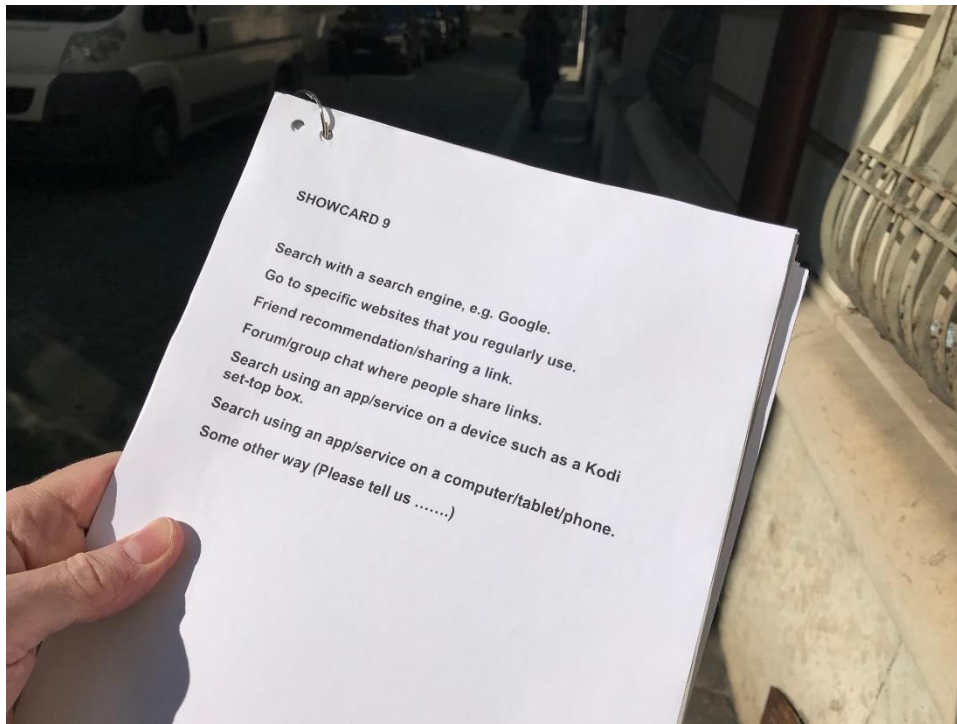 SHOWCARD 9
Search with a search engine, e.g. Google.
Go to specific websites that you regularly use.
Friend recommendation/sharing a link.
Forum/group chat where people share links.
Search using an app/service on a device such as a Kodi
set-top box.
Search using an app/service on a computer/tablet/phone.
Some other way (Please tell us …….)